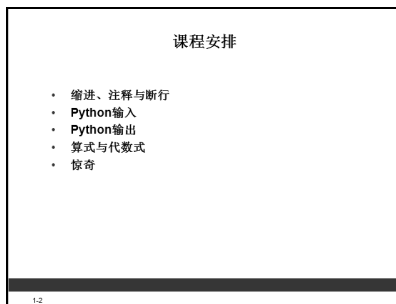 课程安排
• 缩进、注释与断行
• Python输入
• Python输出
• 算式与代数式
• 惊奇
1-2